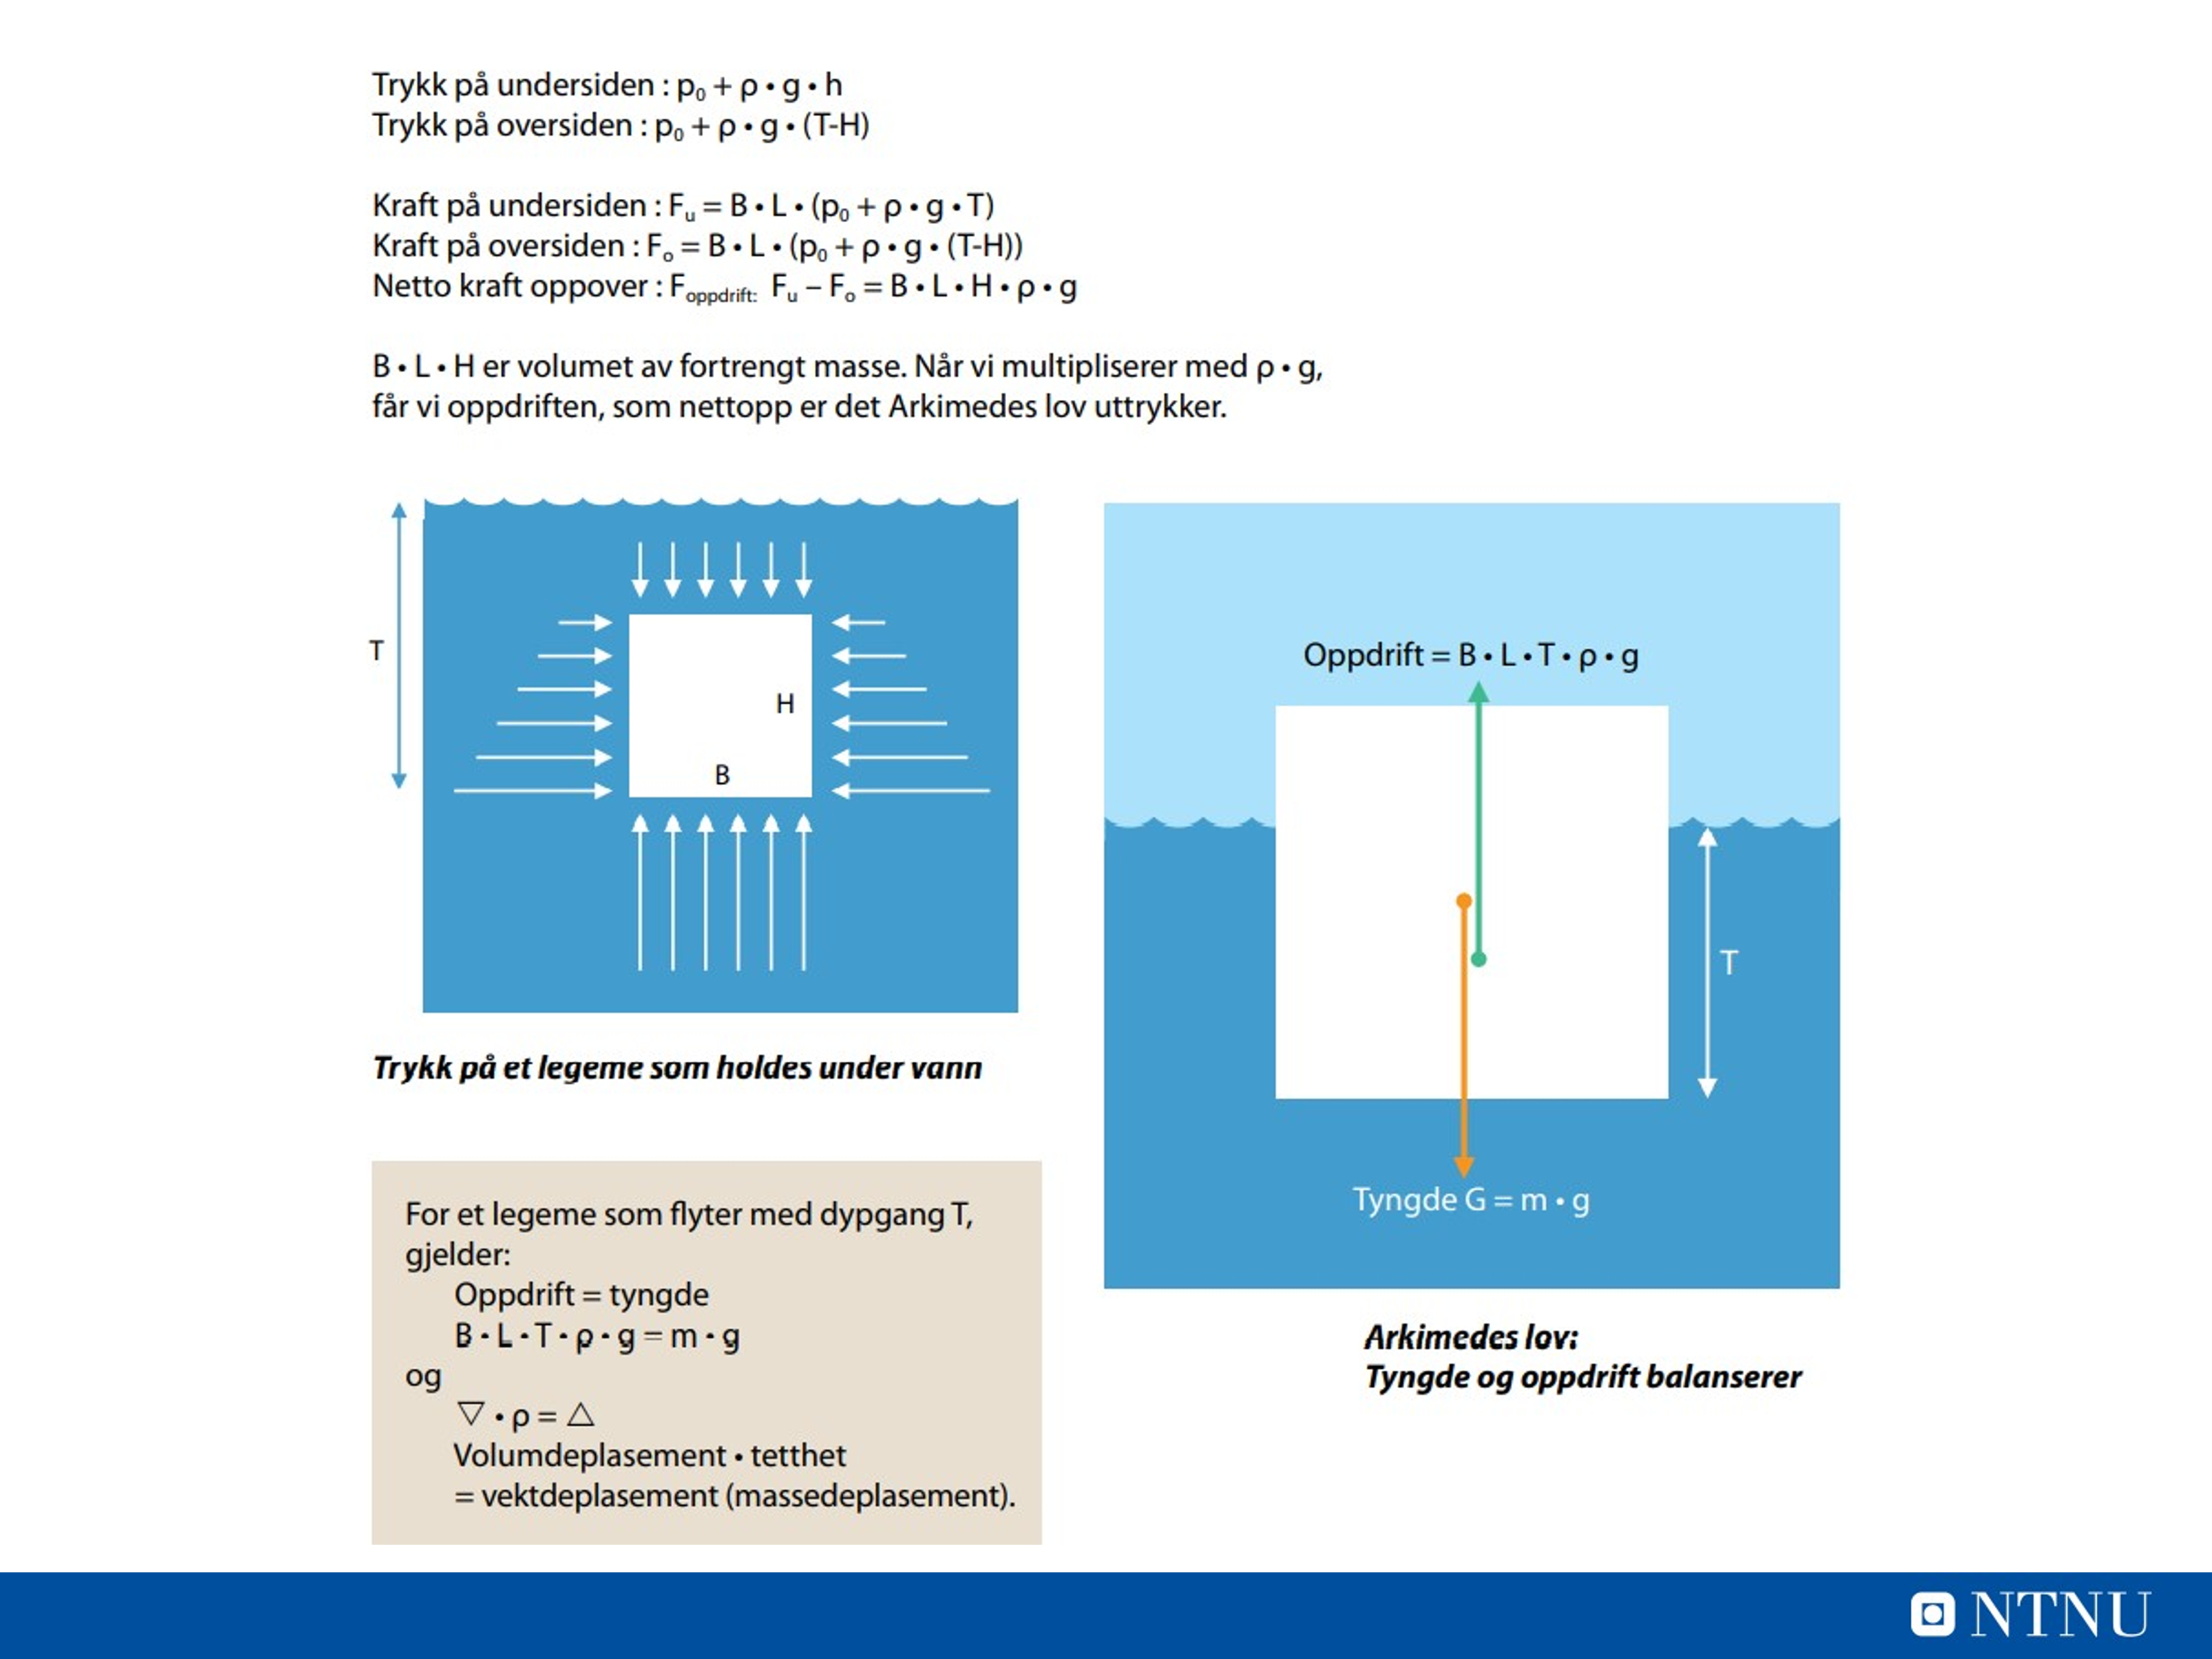 Trykk på undersiden : p₀ + ρ • g • h
Trykk på oversiden : p₀ + ρ • g • (T-H)
Kraft på undersiden : Fᵤ = B • L • (p₀ + ρ • g • T)
Kraft på oversiden : Fₒ = B • L • (p₀ + ρ • g • (T-H))
Netto kraft oppover : F oppdrift: Fᵤ – Fₒ = B • L • H • ρ • g
B • L • H er volumet av fortrengt masse. Når vi multipliserer med ρ • g,
får vi oppdriften, som nettopp er det Arkimedes lov uttrykker.
T
H
B
Trykk på et legeme som holdes under vann
Oppdrift = B • L • T • ρ • g
T
Tyngde G = m • g
Arkimedes lov:
Tyngde og oppdrift balanserer
For et legeme som flyter med dypgang T,
gjelder:
Oppdrift = tyngde
B • L • T • ρ • g = m • g
og
▽ • ρ = △
Volumdeplasement • tetthet
= vektdeplasement (massedeplasement).
NTNU